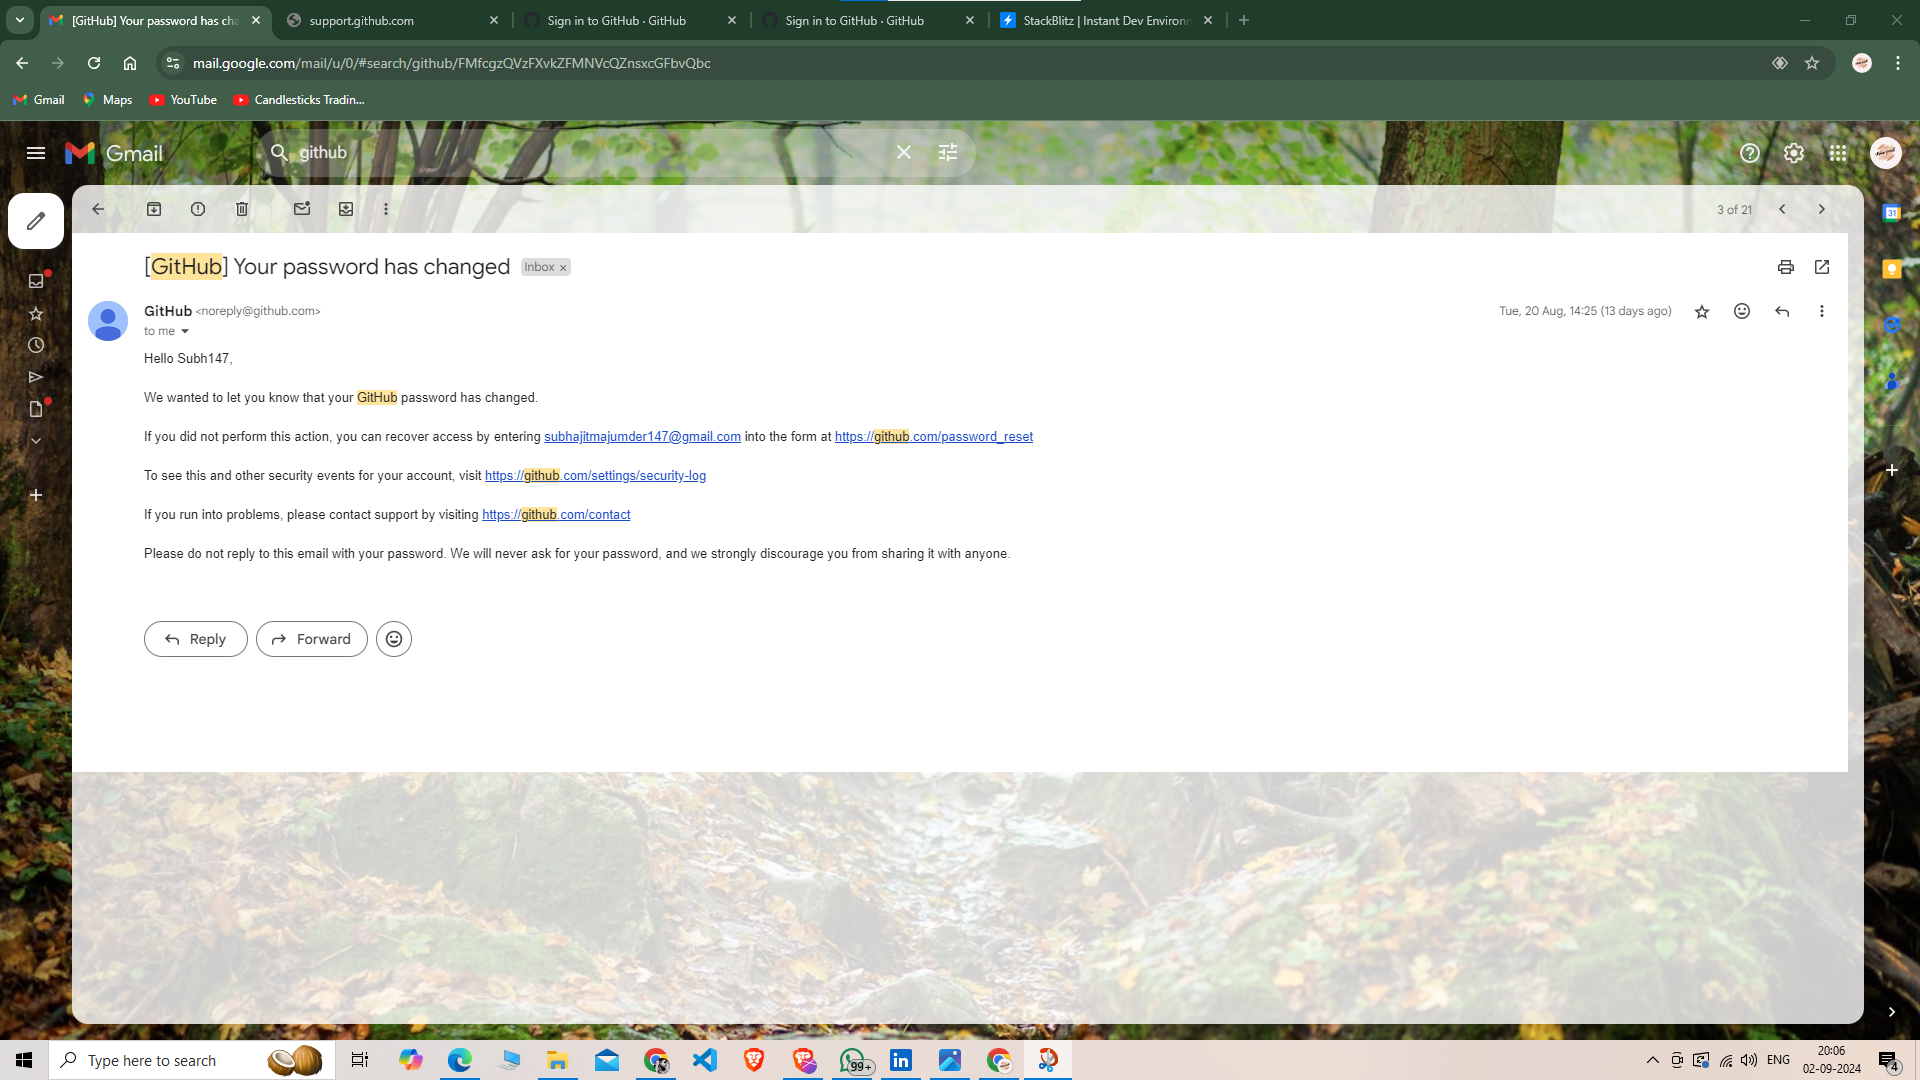 [GitHub] Your password has cha
support.github.com
Sign in to GitHub · GitHub
Sign in to GitHub · GitHub
StackBlitz | Instant Dev Environ
mail.google.com/mail/u/0/#search/github/FMfcgzQVzFXvkZFMNVcQZnsxcGFbvQbc
Gmail
Maps
YouTube
Candlesticks Tradin...
Gmail
github
3 of 21
[GitHub] Your password has changed
Inbox
GitHub <noreply@github.com>
Tue, 20 Aug, 14:25 (13 days ago)
to me
Hello Subh147,
We wanted to let you know that your GitHub password has changed.
If you did not perform this action, you can recover access by entering subhajitmajumder147@gmail.com into the form at https://github.com/password_reset
To see this and other security events for your account, visit https://github.com/settings/security-log
If you run into problems, please contact support by visiting https://github.com/contact
Please do not reply to this email with your password. We will never ask for your password, and we strongly discourage you from sharing it with anyone.
Reply
Forward
31
Type here to search
99+
ENG
20:06
02-09-2024
4